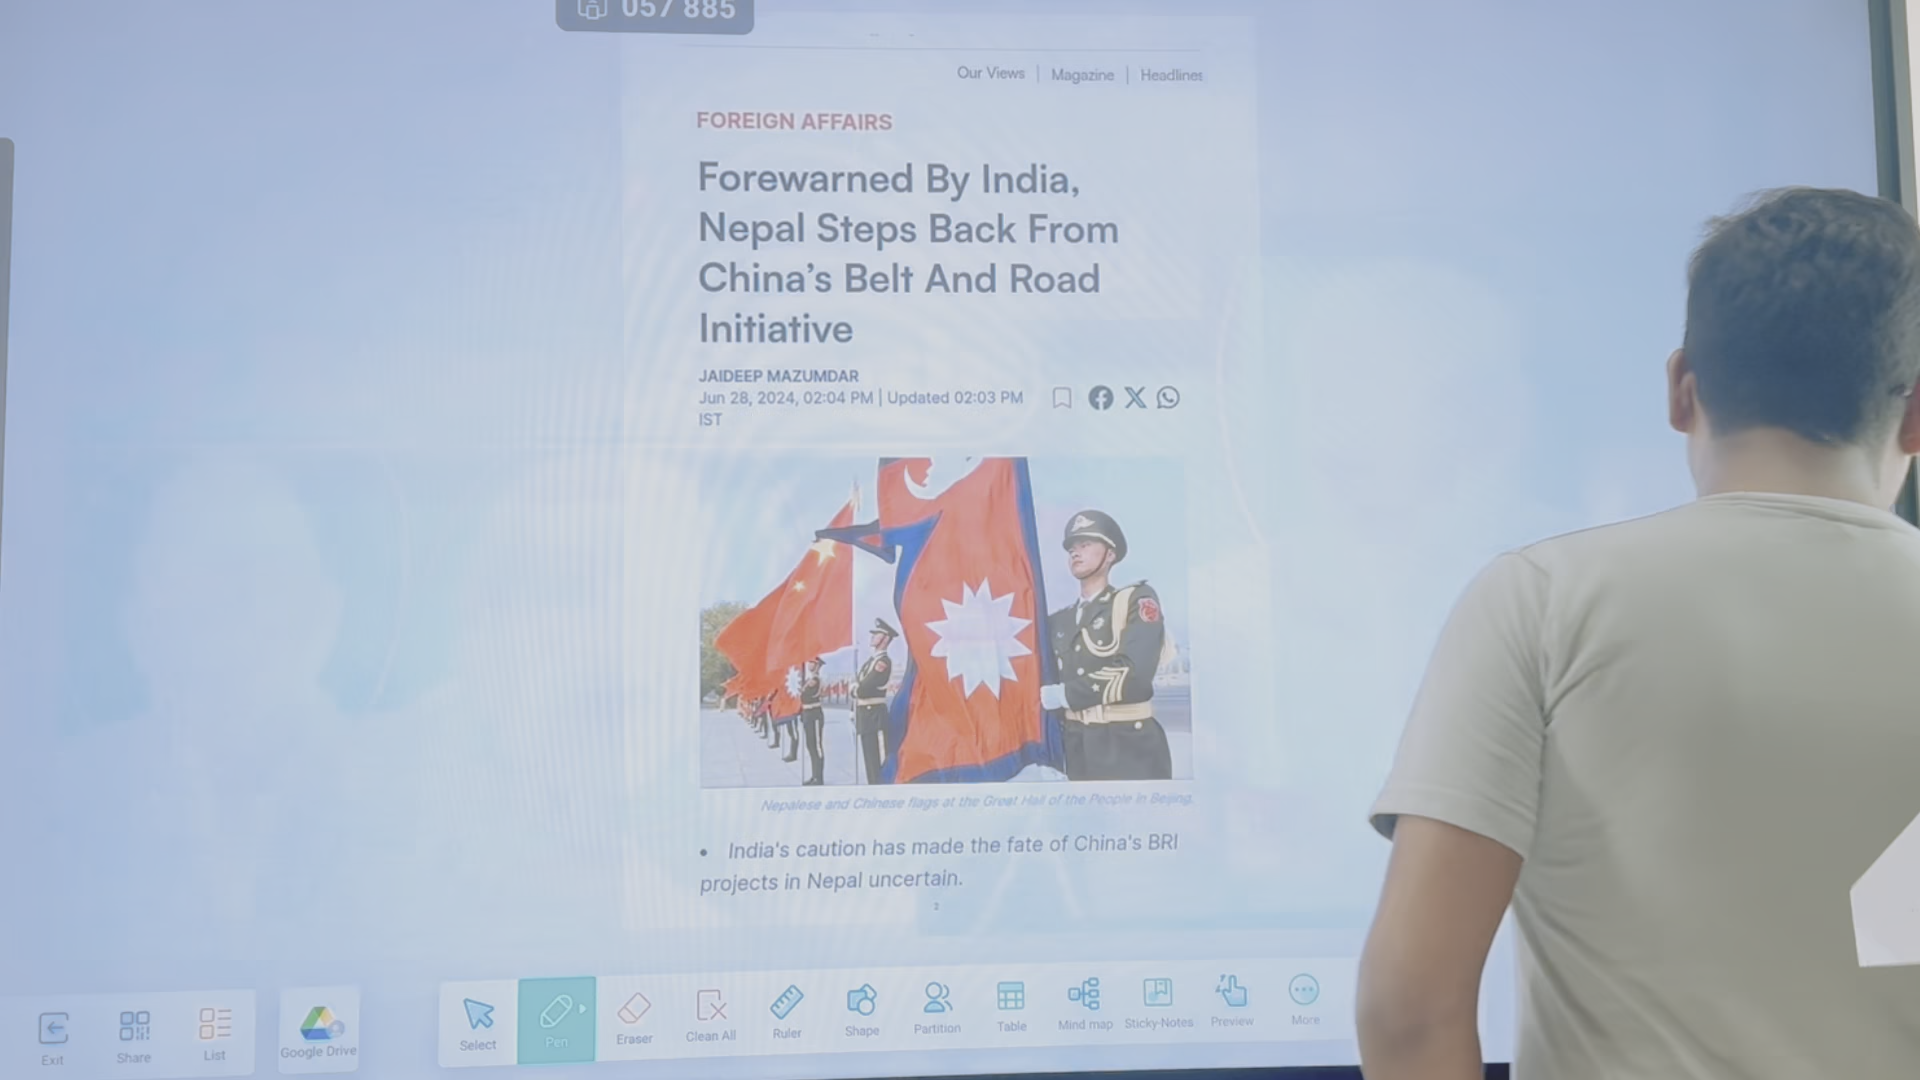 057 885
Our Views | Magazine | Headlines
FOREIGN AFFAIRS
Forewarned By India,
Nepal Steps Back From
China's Belt And Road
Initiative
JAIDEEP MAZUMDAR
Jun 28, 2024, 02:04 PM | Updated 02:03 PM
IST
Nepalese and Chinese flags at the Great Hall of the People in Beijing.
• India's caution has made the fate of China's BRI
projects in Nepal uncertain.
2
Exit Share List Google Drive Select Pen Eraser Clean All Ruler Shape Partition Table Mind map Sticky-Notes Preview More